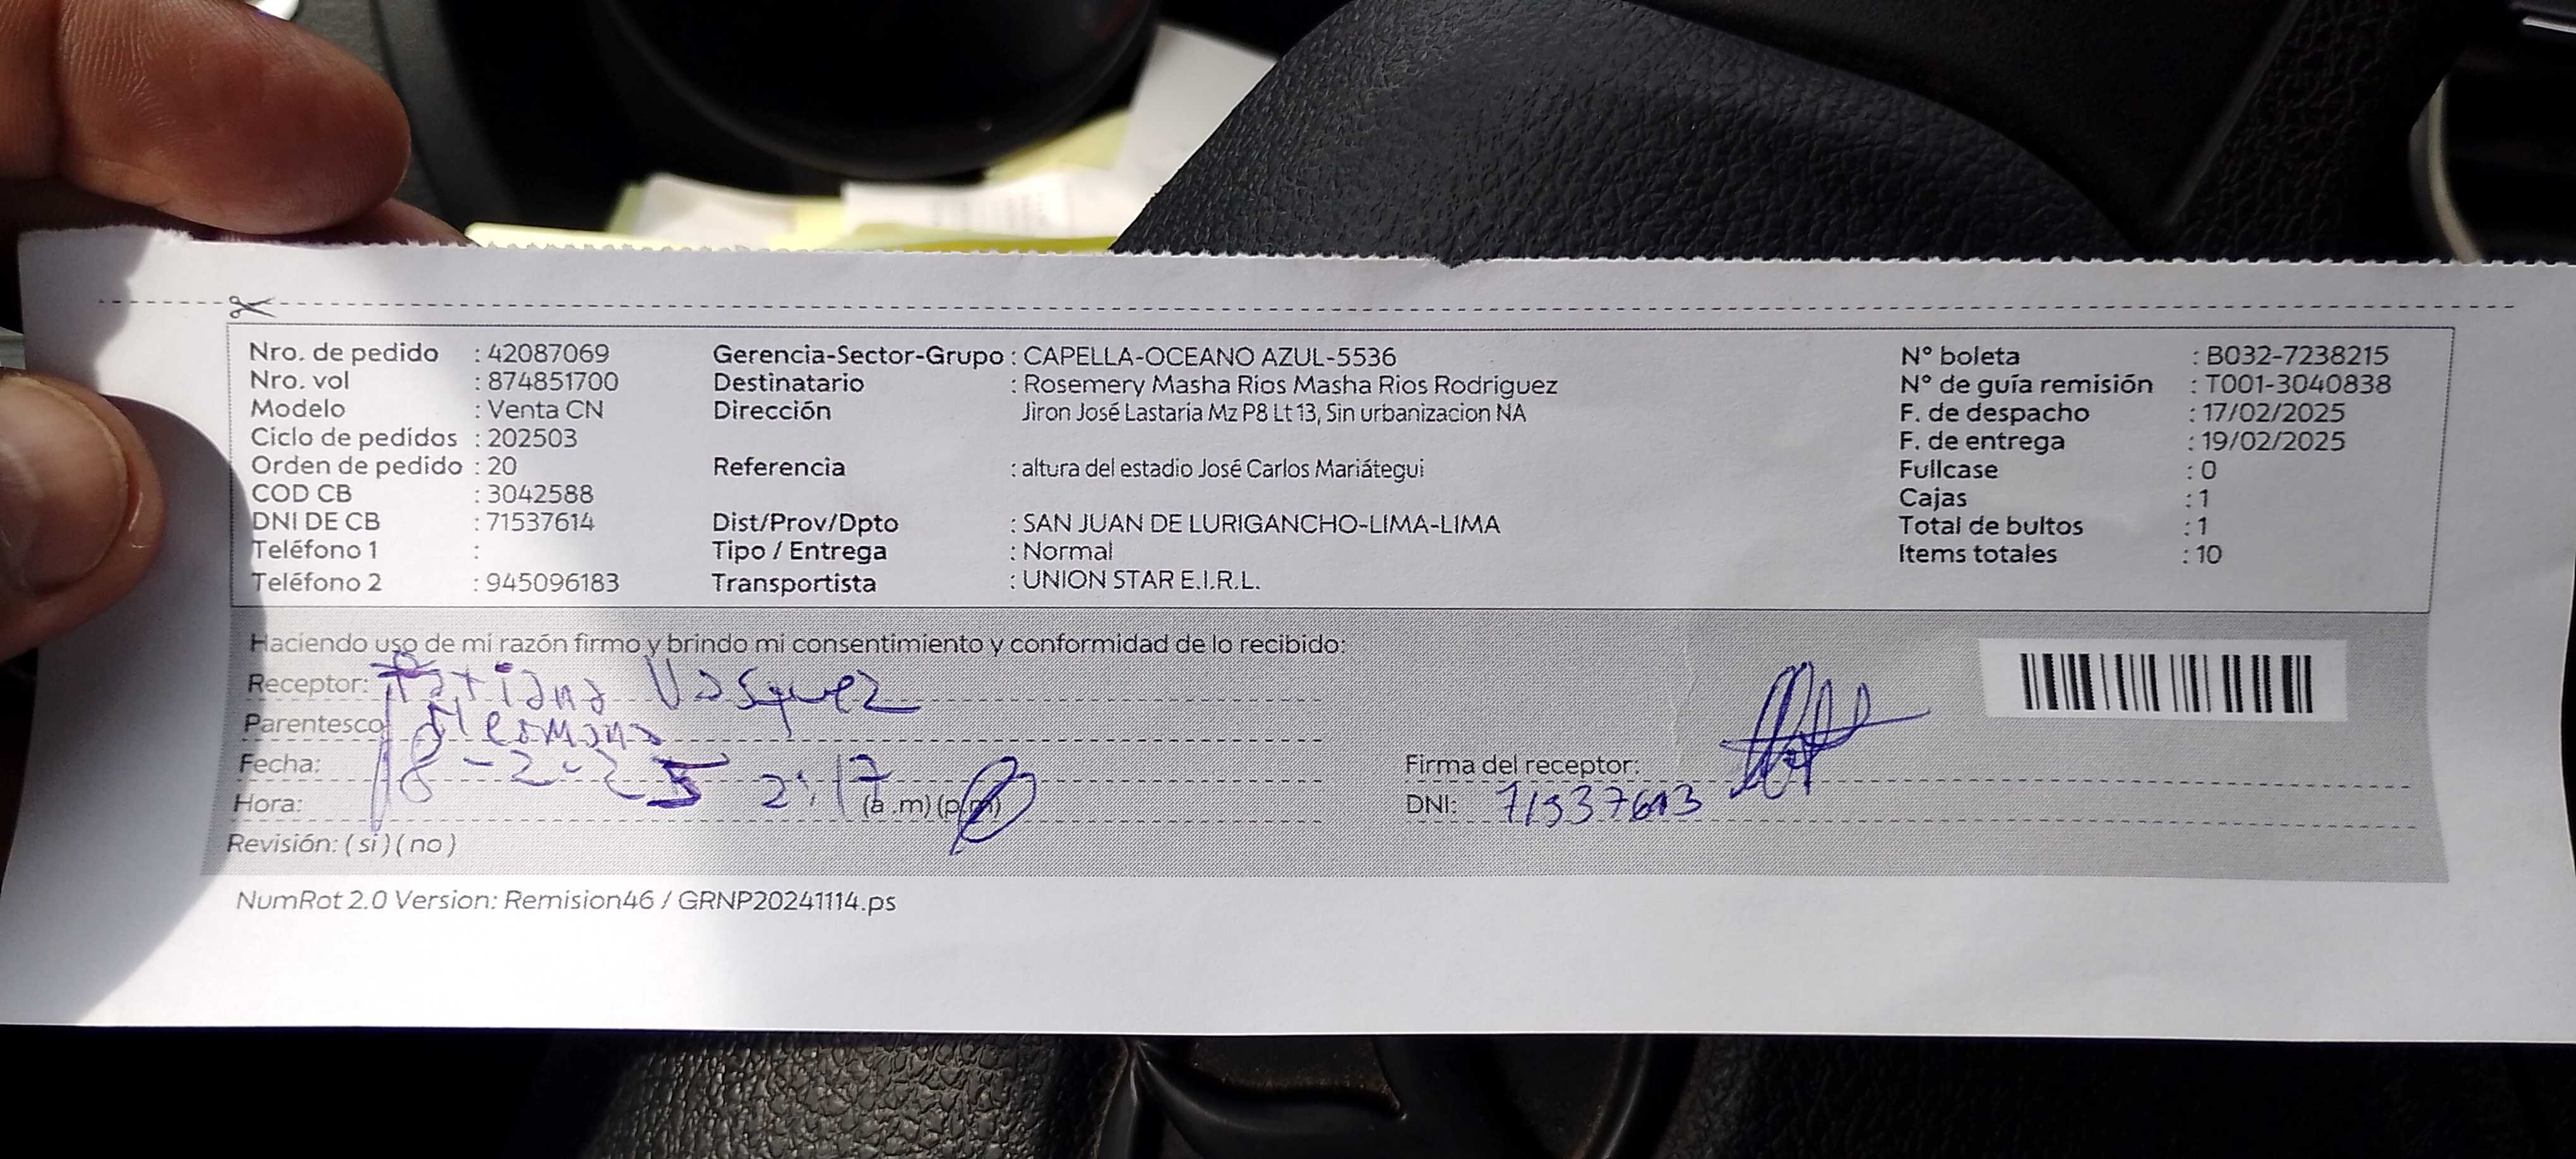 Nro. de pedido : 42087069
Nro. vol : 874851700
Modelo : Venta CN
Ciclo de pedidos : 202503
Orden de pedido : 20
COD CB : 3042588
DNI DE CB : 71537614
Teléfono 1 :
Teléfono 2 : 945096183
Gerencia-Sector-Grupo : CAPELLA-OCEANO AZUL-5536
Destinatario : Rosemery Masha Rios Masha Rios Rodriguez
Dirección Jiron José Lastaria Mz P8 Lt 13, Sin urbanizacion NA
Referencia : altura del estadio José Carlos Mariátegui
Dist/Prov/Dpto : SAN JUAN DE LURIGANCHO-LIMA-LIMA
Tipo / Entrega : Normal
Transportista : UNION STAR E.I.R.L.
N° boleta : B032-7238215
N° de guía remisión : T001-3040838
F. de despacho : 17/02/2025
F. de entrega : 19/02/2025
Fullcase : 0
Cajas : 1
Total de bultos : 1
Items totales : 10
Haciendo uso de mi razón firmo y brindo mi consentimiento y conformidad de lo recibido:
Receptor: Tatiana Vasquez
Parentesco Hermana
Fecha: 18-2-25
Hora: 2:17 (a .m) (p.m)
Revisión: ( si ) ( no )
Firma del receptor:
DNI: 71537613
NumRot 2.0 Version: Remision46 / GRNP20241114.ps